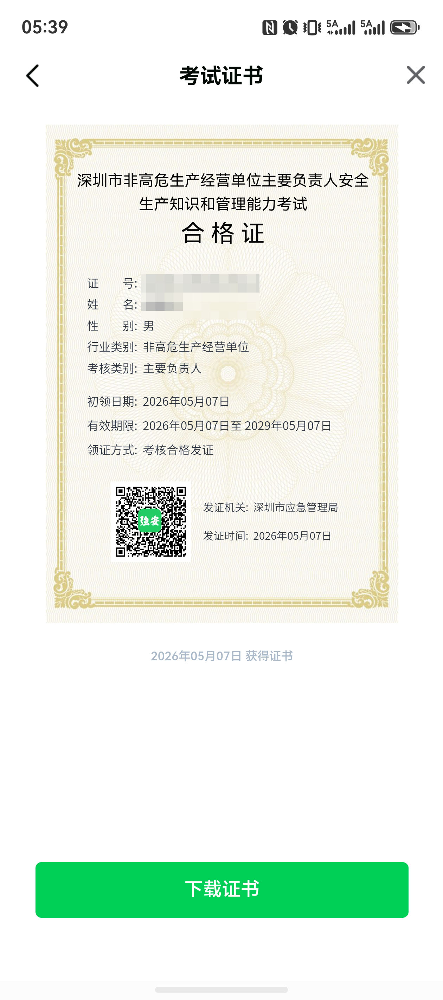 05:39
5A 5A
考试证书
深圳市非高危生产经营单位主要负责人安全
生产知识和管理能力考试
合格证
证 号:
姓 名:
性 别: 男
行业类别: 非高危生产经营单位
考核类别: 主要负责人
初领日期: 2026年05月07日
有效期限: 2026年05月07日至 2029年05月07日
领证方式: 考核合格发证
强安
发证机关: 深圳市应急管理局
发证时间: 2026年05月07日
2026年05月07日 获得证书
下载证书